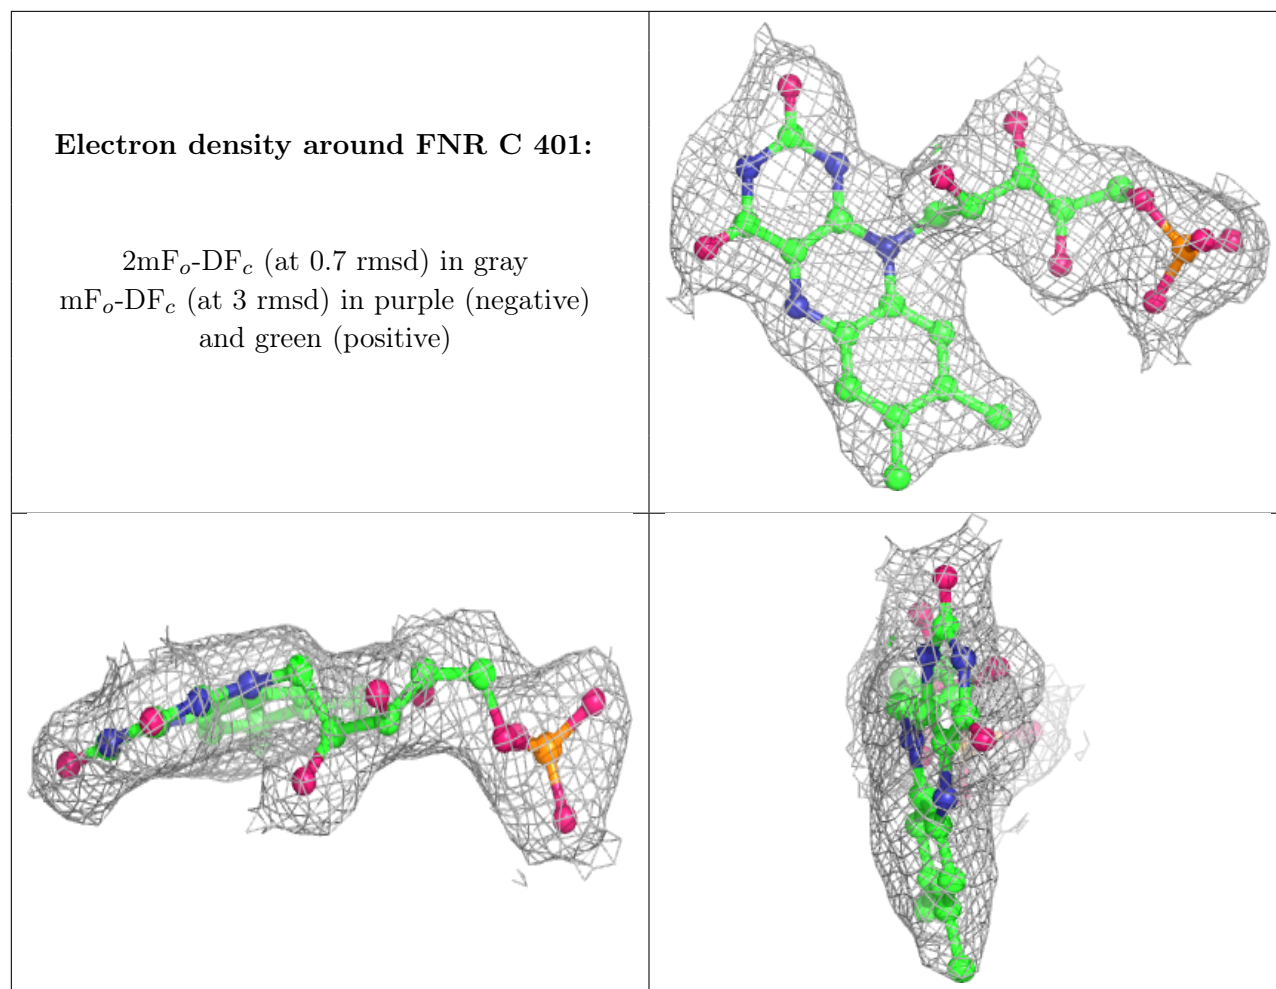 Electron density around FNR C 401:
2mFo-DFc (at 0.7 rmsd) in gray
mFo-DFc (at 3 rmsd) in purple (negative)
and green (positive)